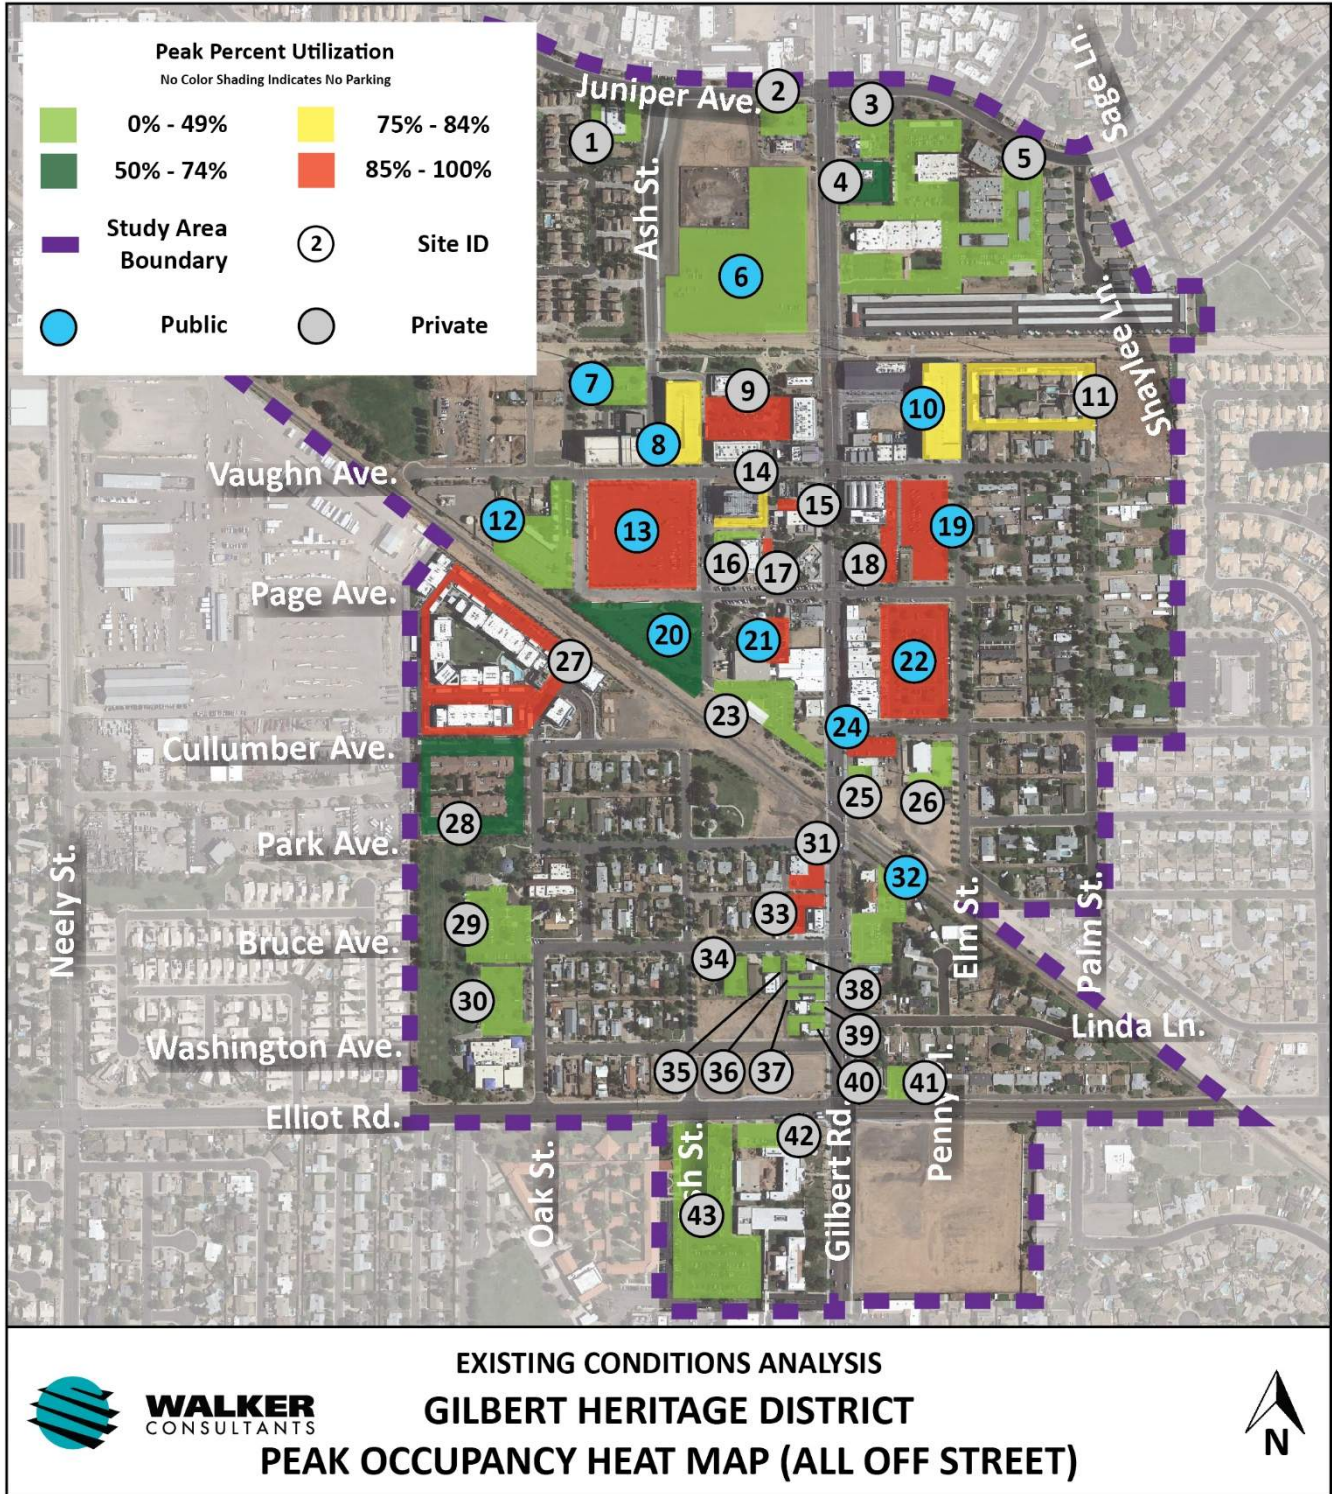 Peak Percent Utilization
No Color Shading Indicates No Parking
0% - 49%
75% - 84%
50% - 74%
85% - 100%
Study Area
Boundary
2
Site ID
Public
Private
Juniper Ave.
Sage Ln.
Ash St.
Shaylee Ln.
1
2
3
4
5
6
7
8
9
10
11
Vaughn Ave.
12
13
14
15
16
17
18
19
Page Ave.
20
21
22
27
23
24
Cullumber Ave.
25
26
28
Park Ave.
31
32
Neely St.
29
33
Bruce Ave.
Elm St.
Palm St.
34
38
30
39
Linda Ln.
Washington Ave.
35
36
37
40
41
Penny l.
Elliot Rd.
Oak St.
sh St.
42
Gilbert Rd
43
EXISTING CONDITIONS ANALYSIS
WALKER
CONSULTANTS
GILBERT HERITAGE DISTRICT
PEAK OCCUPANCY HEAT MAP (ALL OFF STREET)
N